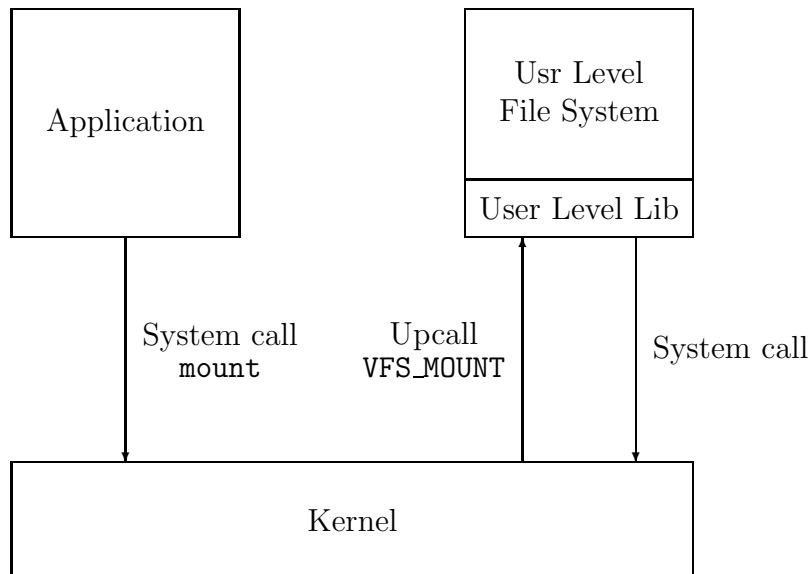 Application
Usr Level
File System
User Level Lib
System call
mount
Upcall
VFS_MOUNT
System call
Kernel